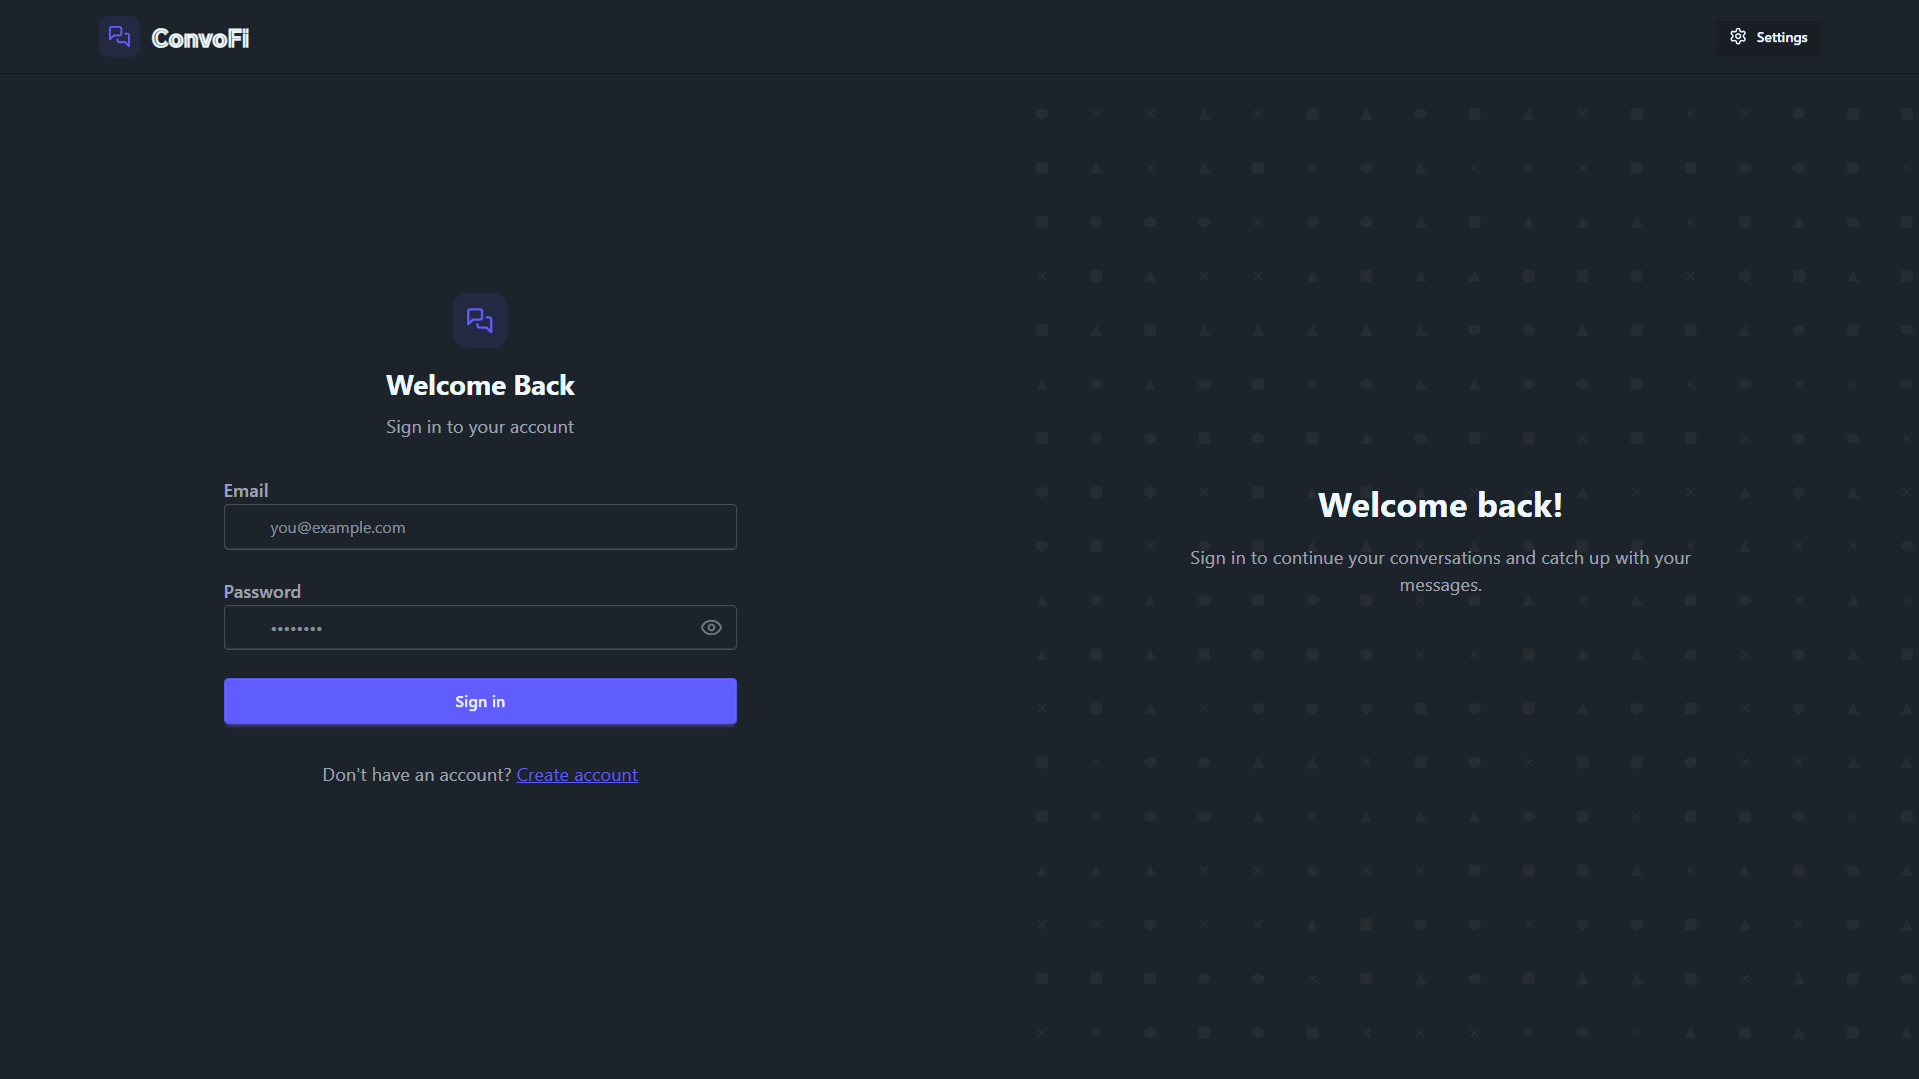 ConvoFi
Settings
Welcome Back
Sign in to your account
Email
you@example.com
Password
••••••••
Sign in
Don't have an account? Create account
Welcome back!
Sign in to continue your conversations and catch up with your
messages.